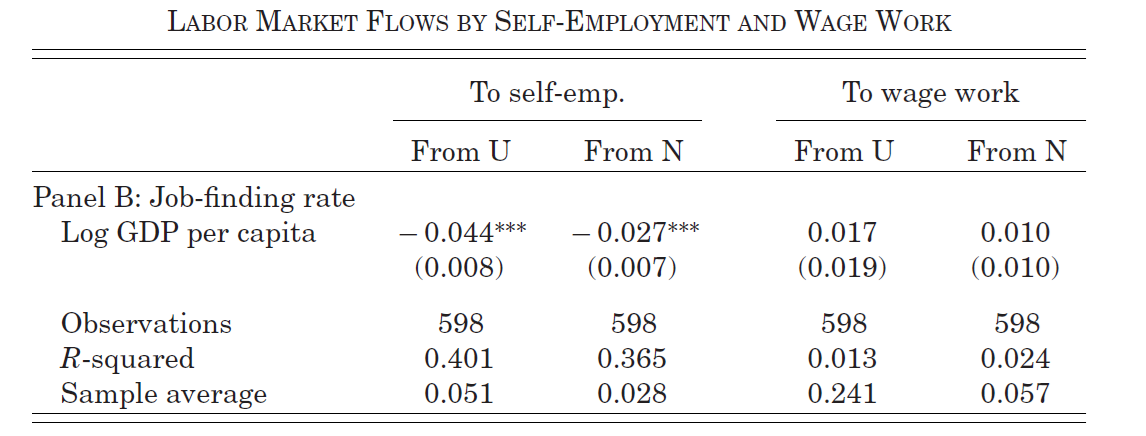 LABOR MARKET FLOWS BY SELF-EMPLOYMENT AND WAGE WORK
To self-emp. To wage work
From U From N From U From N
Panel B: Job-finding rate
Log GDP per capita − 0.044*** − 0.027*** 0.017 0.010
(0.008) (0.007) (0.019) (0.010)
Observations 598 598 598 598
R-squared 0.401 0.365 0.013 0.024
Sample average 0.051 0.028 0.241 0.057